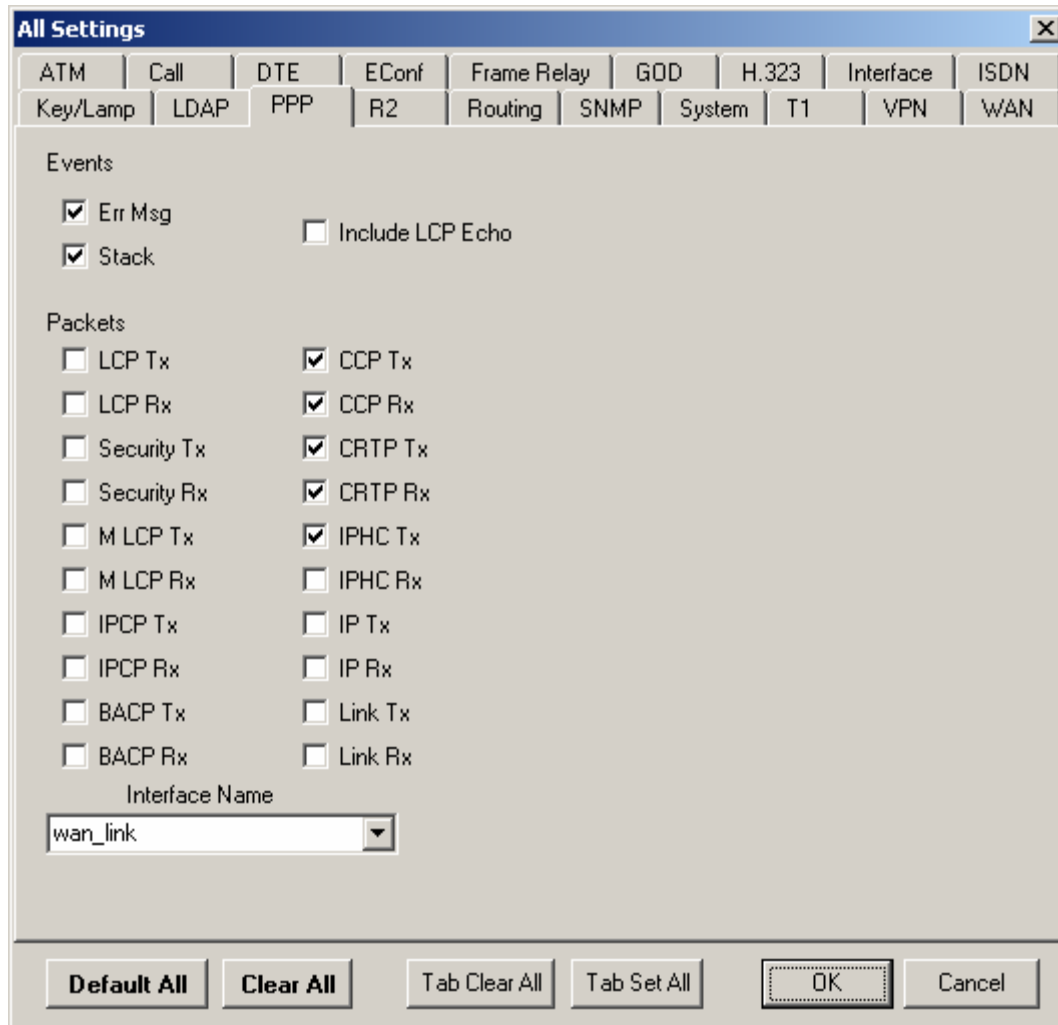 All Settings
ATM Call DTE EConf Frame Relay GOD H.323 Interface ISDN
Key/Lamp LDAP PPP R2 Routing SNMP System T1 VPN WAN
Events
Err Msg
Include LCP Echo
Stack
Packets
LCP Tx CCP Tx
LCP Rx CCP Rx
Security Tx CRTP Tx
Security Rx CRTP Rx
M LCP Tx IPHC Tx
M LCP Rx IPHC Rx
IPCP Tx IP Tx
IPCP Rx IP Rx
BACP Tx Link Tx
BACP Rx Link Rx
Interface Name
wan_link
Default All Clear All Tab Clear All Tab Set All OK Cancel